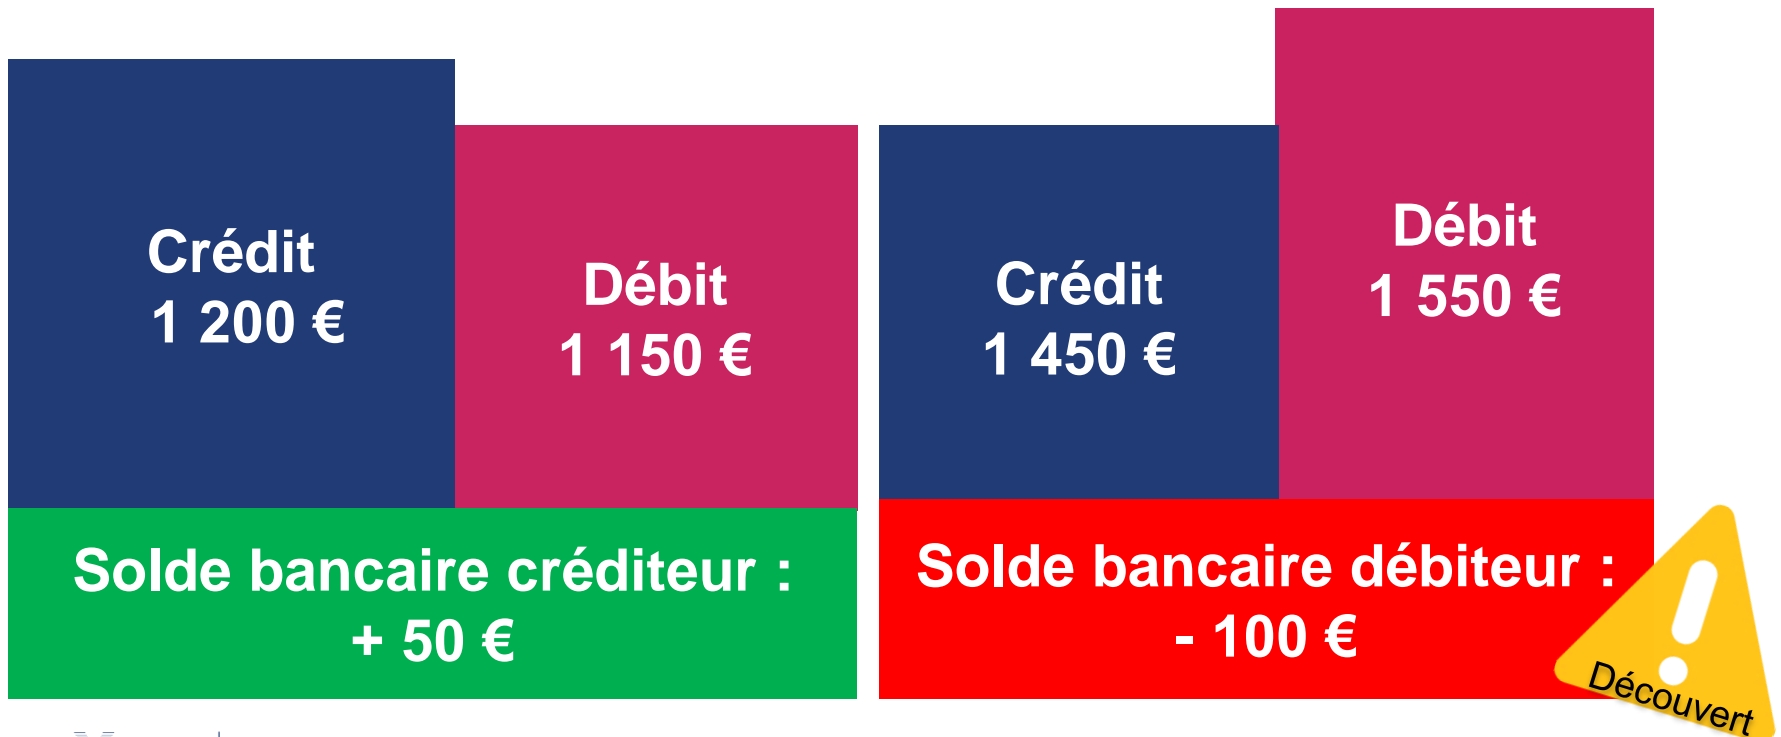 Crédit
1 200 €
Débit
1 150 €
Solde bancaire créditeur :
+ 50 €
Crédit
1 450 €
Débit
1 550 €
Solde bancaire débiteur :
- 100 €
Découvert